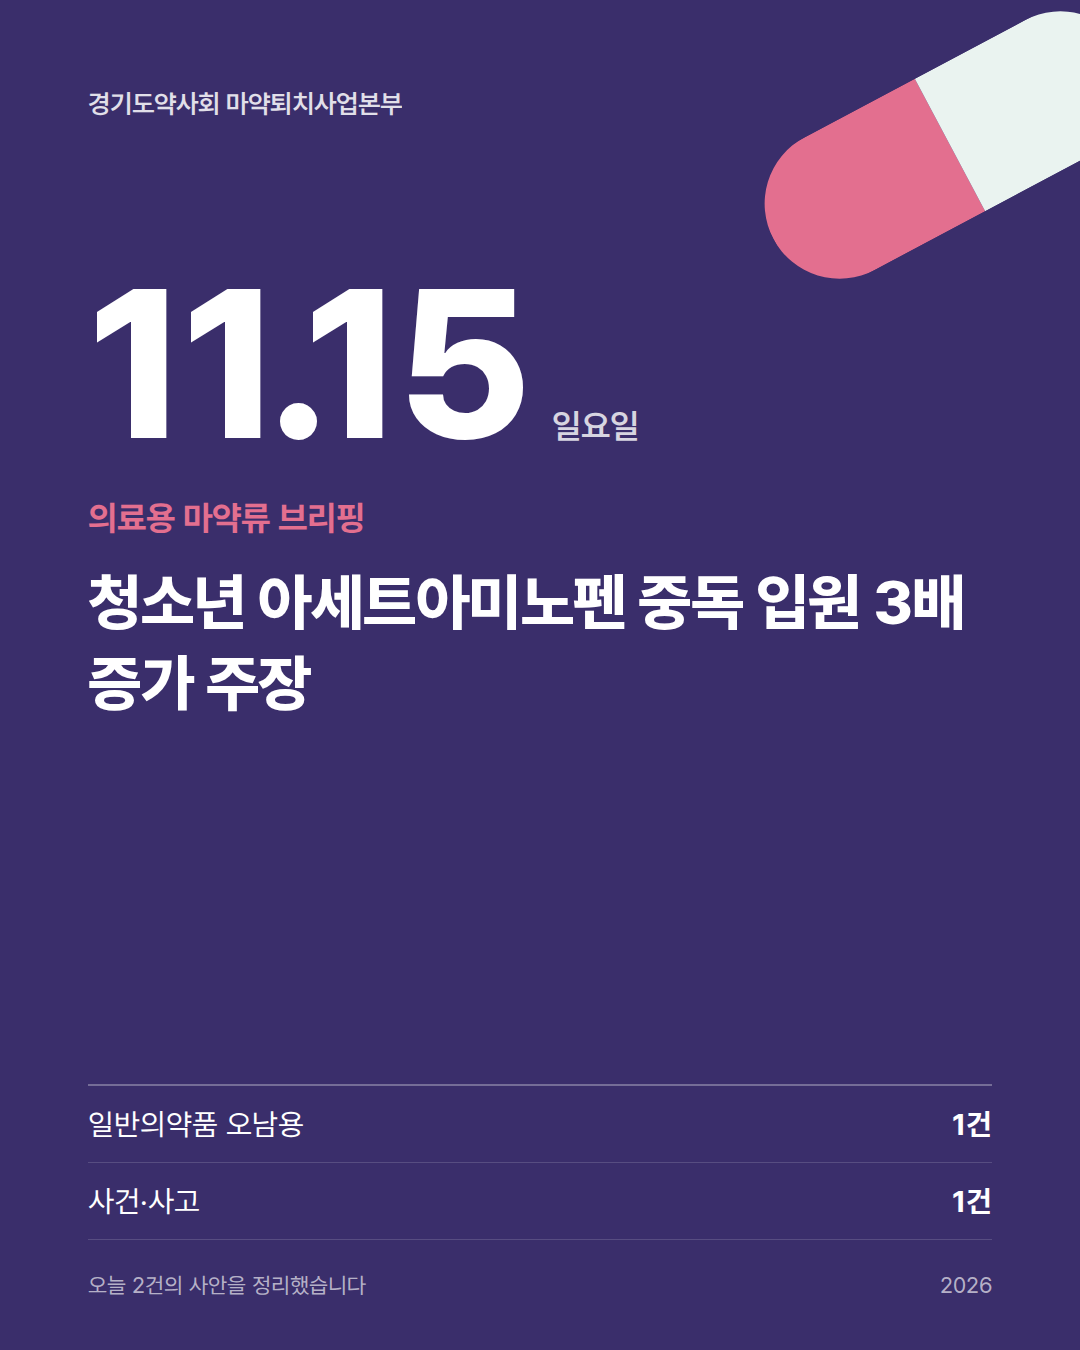 경기도약사회 마약퇴치사업본부
11.15 일요일
의료용 마약류 브리핑
청소년 아세트아미노펜 중독 입원 3배
증가 주장
일반의약품 오남용 1건
사건·사고 1건
오늘 2건의 사안을 정리했습니다 2026